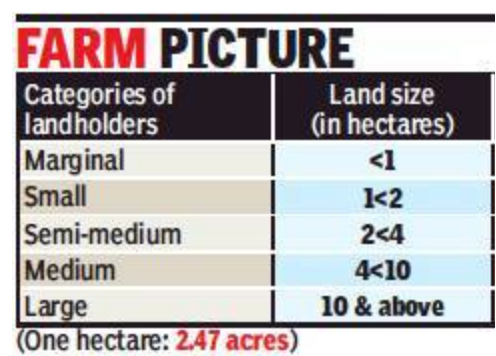 FARM PICTURE
Categories of landholders Land size (in hectares)
Marginal <1
Small 1<2
Semi-medium 2<4
Medium 4<10
Large 10 & above
(One hectare: 2.47 acres)